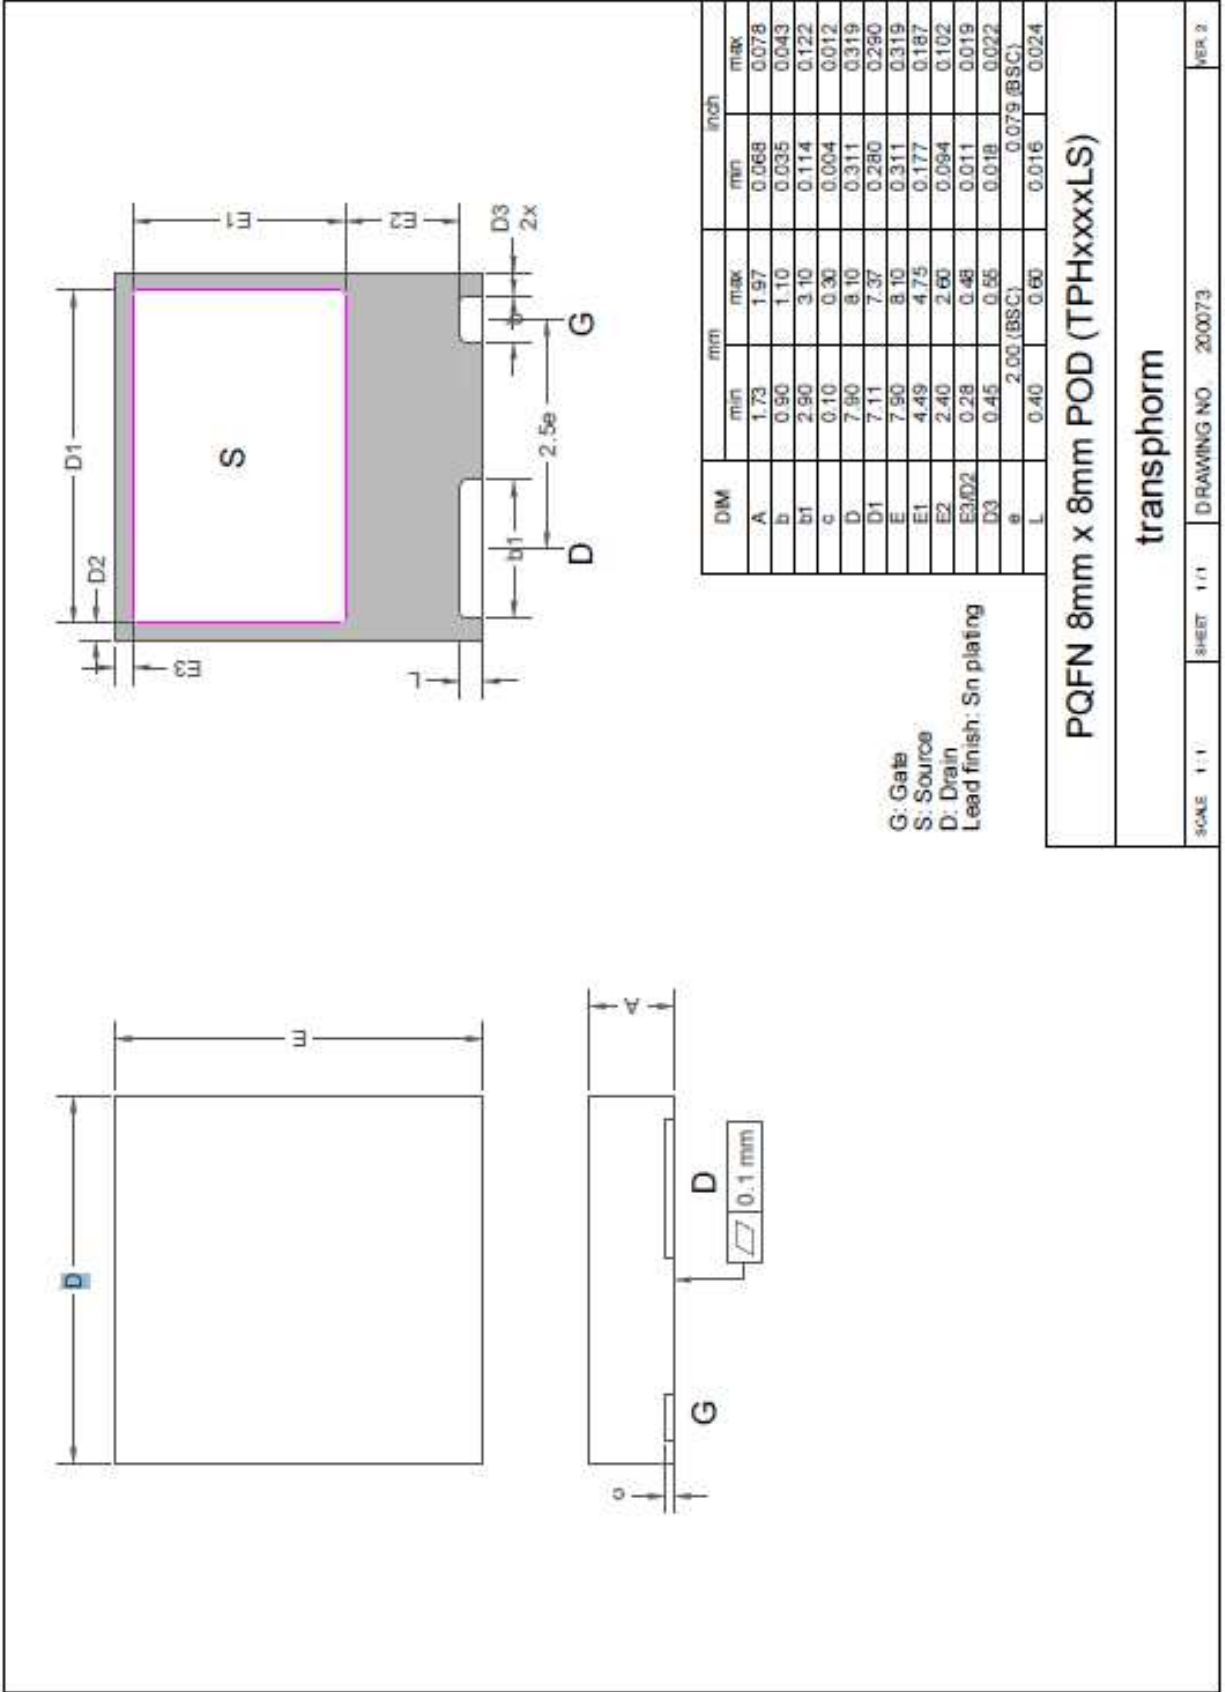 D
E
A
c
G
D
0.1 mm
D1
D2
E3
S
E1
E2
L
b1
b
D3
2x
2.5e
D
G
G: Gate
S: Source
D: Drain
Lead finish: Sn plating
DIM mm inch
min max min max
A 1.73 1.97 0.068 0.078
b 0.90 1.10 0.035 0.043
b1 2.90 3.10 0.114 0.122
c 0.10 0.30 0.004 0.012
D 7.90 8.10 0.311 0.319
D1 7.11 7.37 0.280 0.290
E 7.90 8.10 0.311 0.319
E1 4.49 4.75 0.177 0.187
E2 2.40 2.60 0.094 0.102
E3/D2 0.28 0.48 0.011 0.019
D3 0.45 0.55 0.018 0.022
e 2.00 (BSC) 0.079 (BSC)
L 0.40 0.60 0.016 0.024
PQFN 8mm x 8mm POD (TPHxxxLS)
transphorm
SCALE 1:1 SHEET 1/1 DRAWING NO. 200073 VER. 2